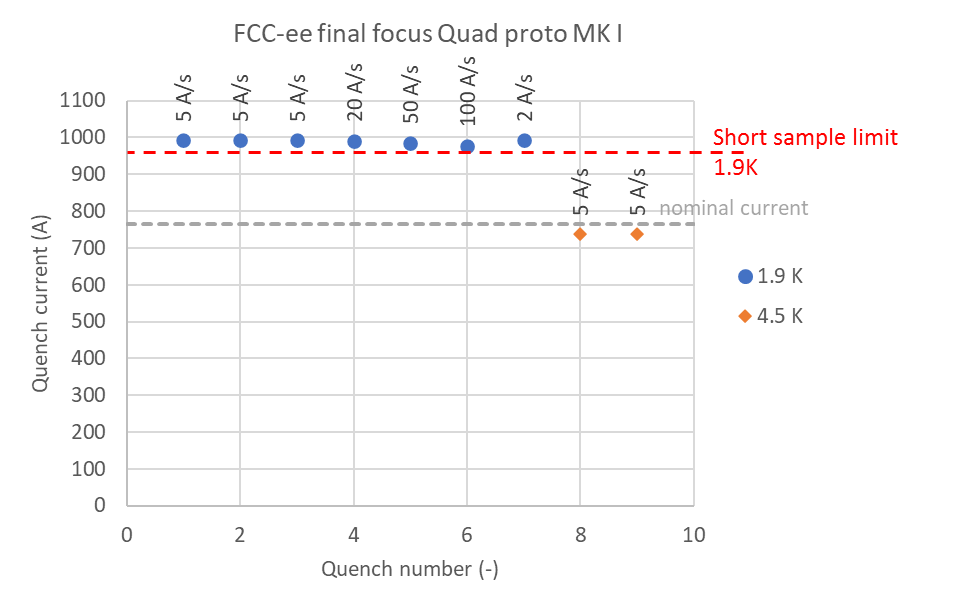 FCC-ee final focus Quad proto MK I
5 A/s
5 A/s
5 A/s
20 A/s
50 A/s
100 A/s
2 A/s
1100
1000
900
800
700
600
500
400
300
200
100
0
Quench current (A)
Short sample limit
1.9K
5 A/s
5 A/s
nominal current
1.9 K
4.5 K
0 2 4 6 8 10
Quench number (-)